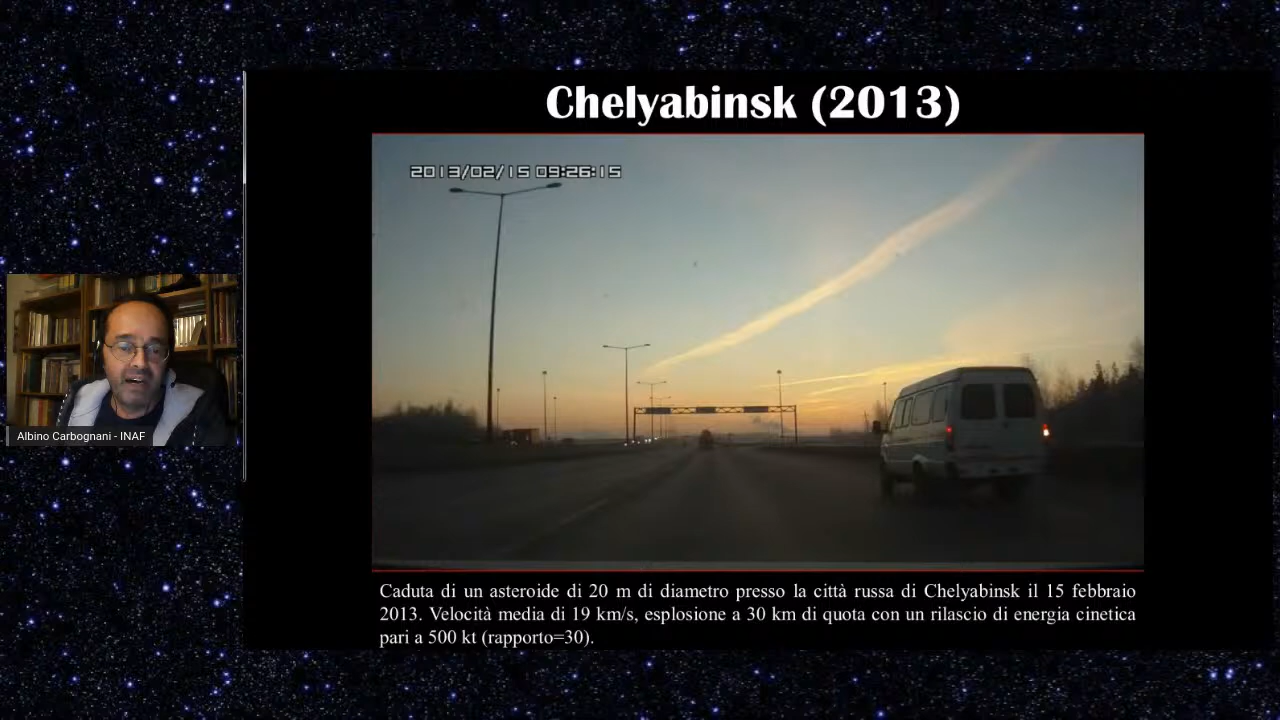 Chelyabinsk (2013)
2013/02/15 09:26:15
Albino Carbognani - INAF
Caduta di un asteroide di 20 m di diametro presso la città russa di Chelyabinsk il 15 febbraio
2013. Velocità media di 19 km/s, esplosione a 30 km di quota con un rilascio di energia cinetica
pari a 500 kt (rapporto=30).